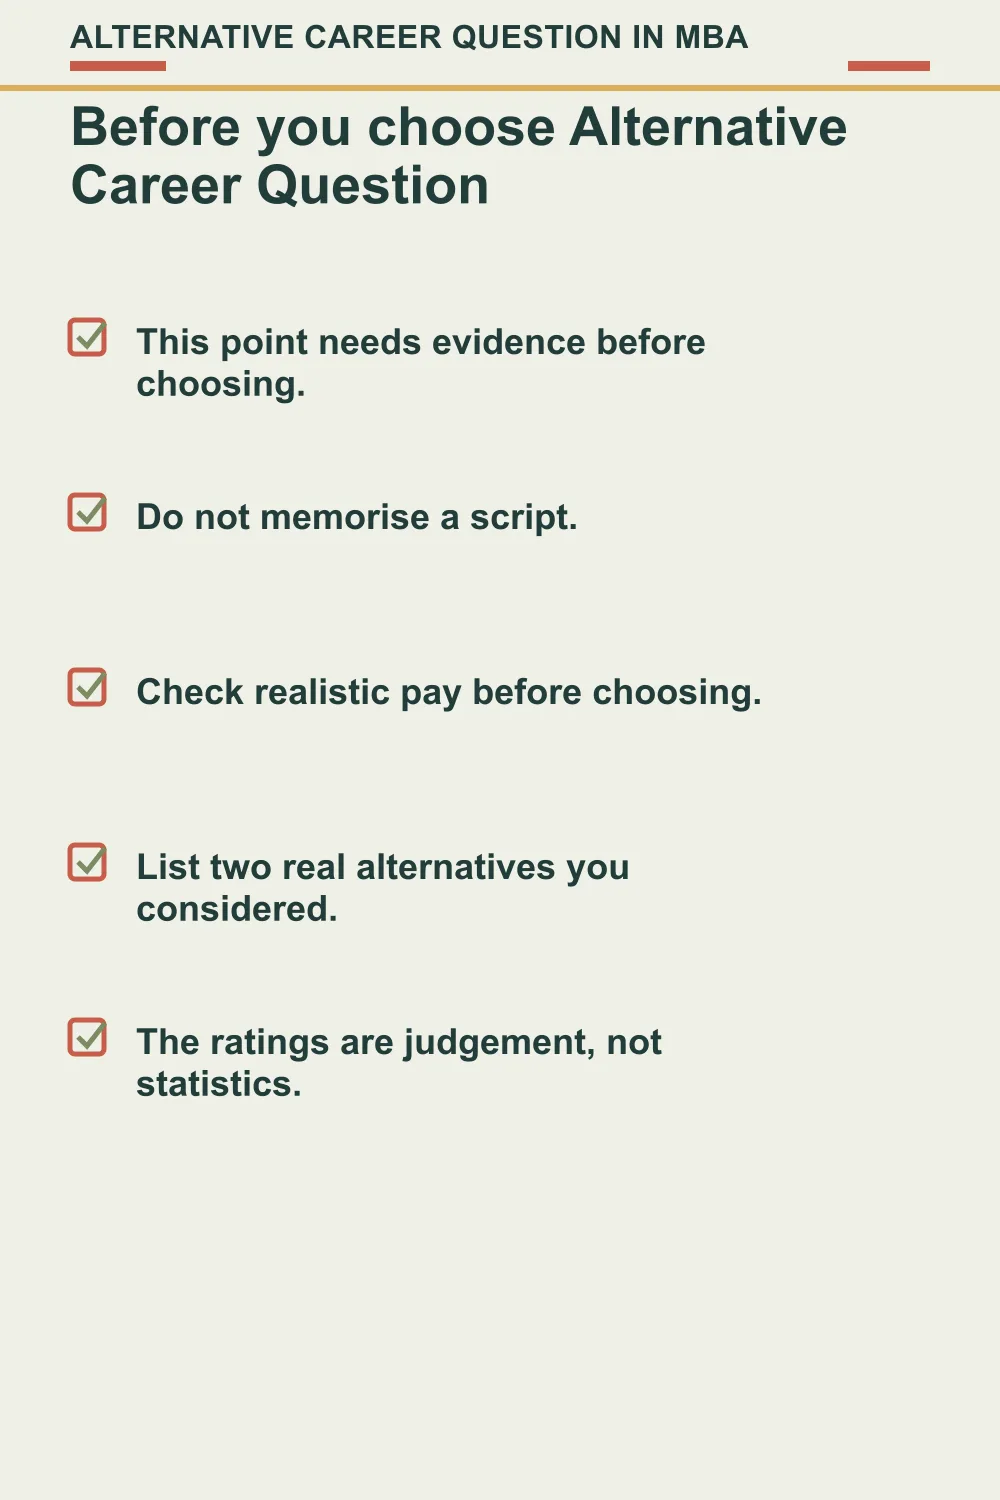 ALTERNATIVE CAREER QUESTION IN MBA
Before you choose Alternative
Career Question
This point needs evidence before
choosing.
Do not memorise a script.
Check realistic pay before choosing.
List two real alternatives you
considered.
The ratings are judgement, not
statistics.